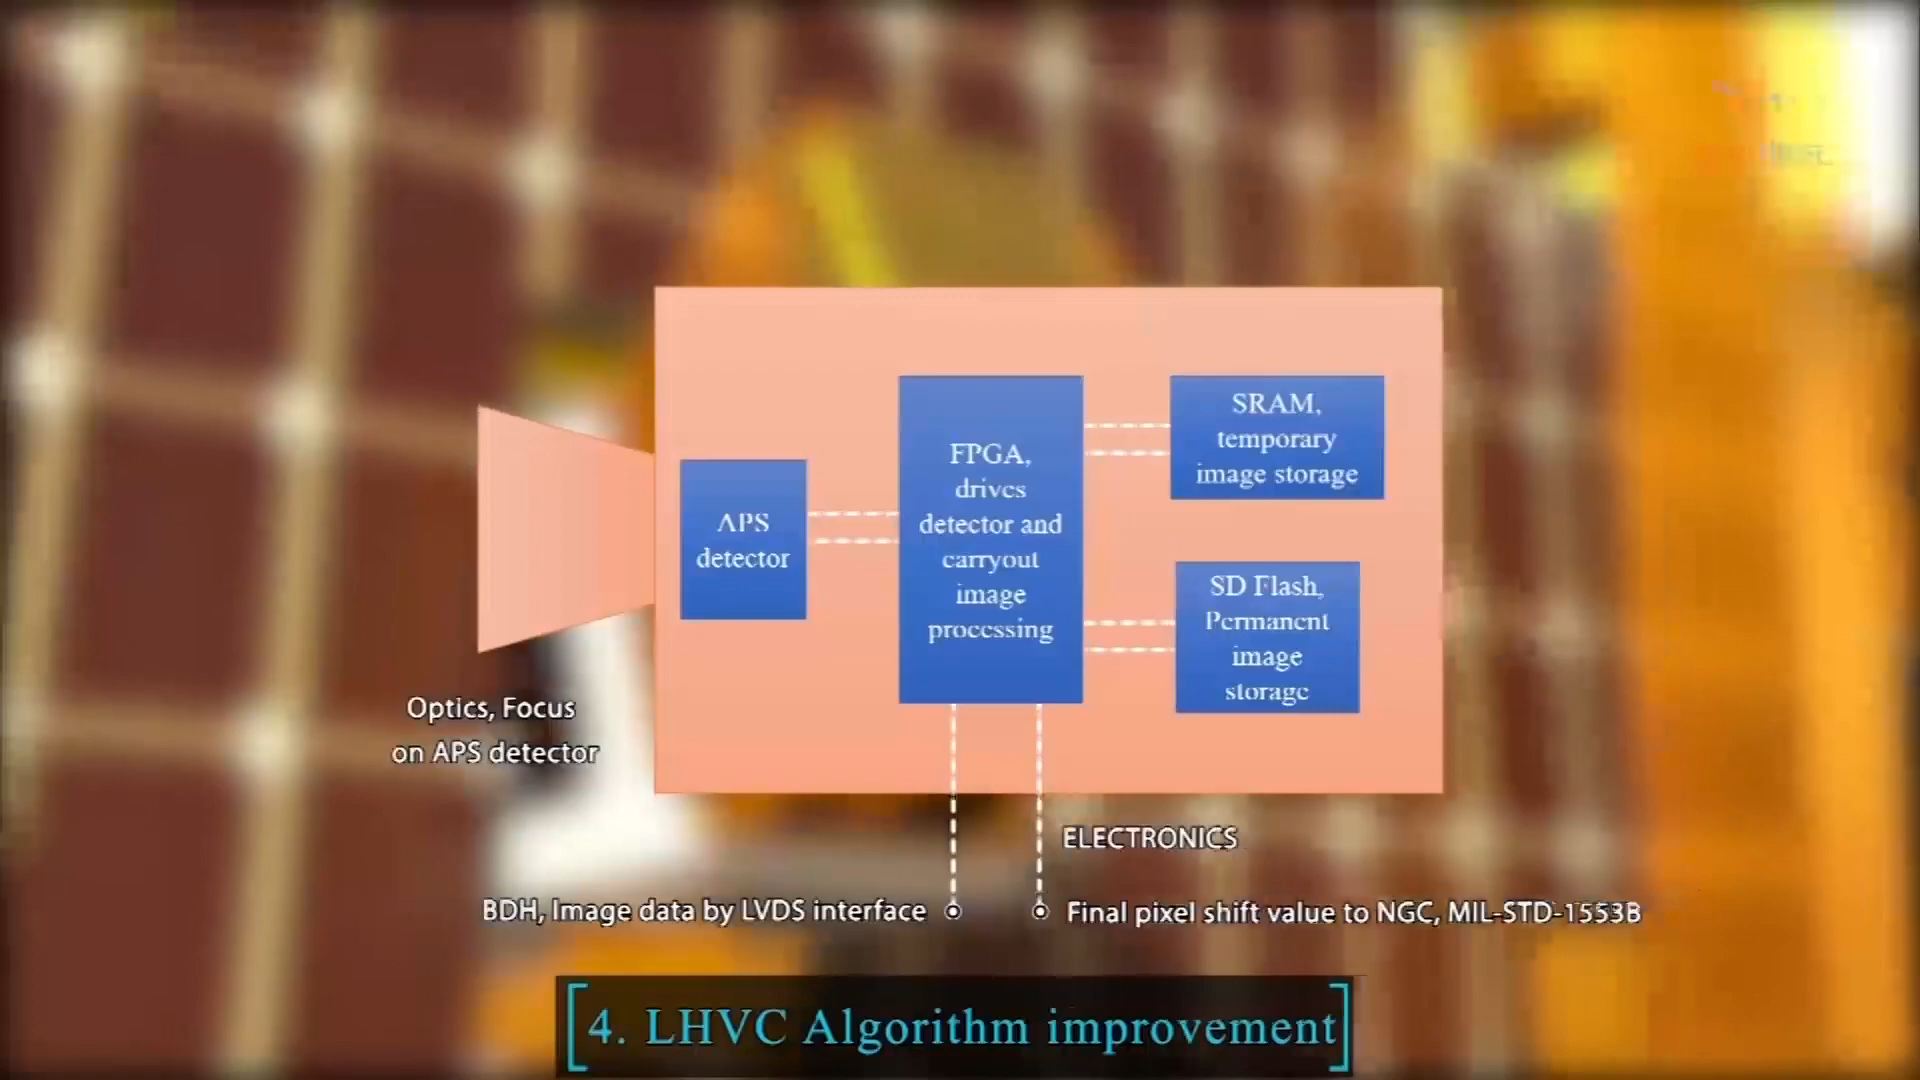 SRAM,
temporary
image storage
FPGA,
drives
detector and
carryout
image
processing
APS
detector
SD Flash,
Permanent
image
storage
Optics, Focus
on APS detector
ELECTRONICS
BDH, Image data by LVDS interface
Final pixel shift value to NGC, MIL-STD-1553B
[4. LHVC Algorithm improvement]